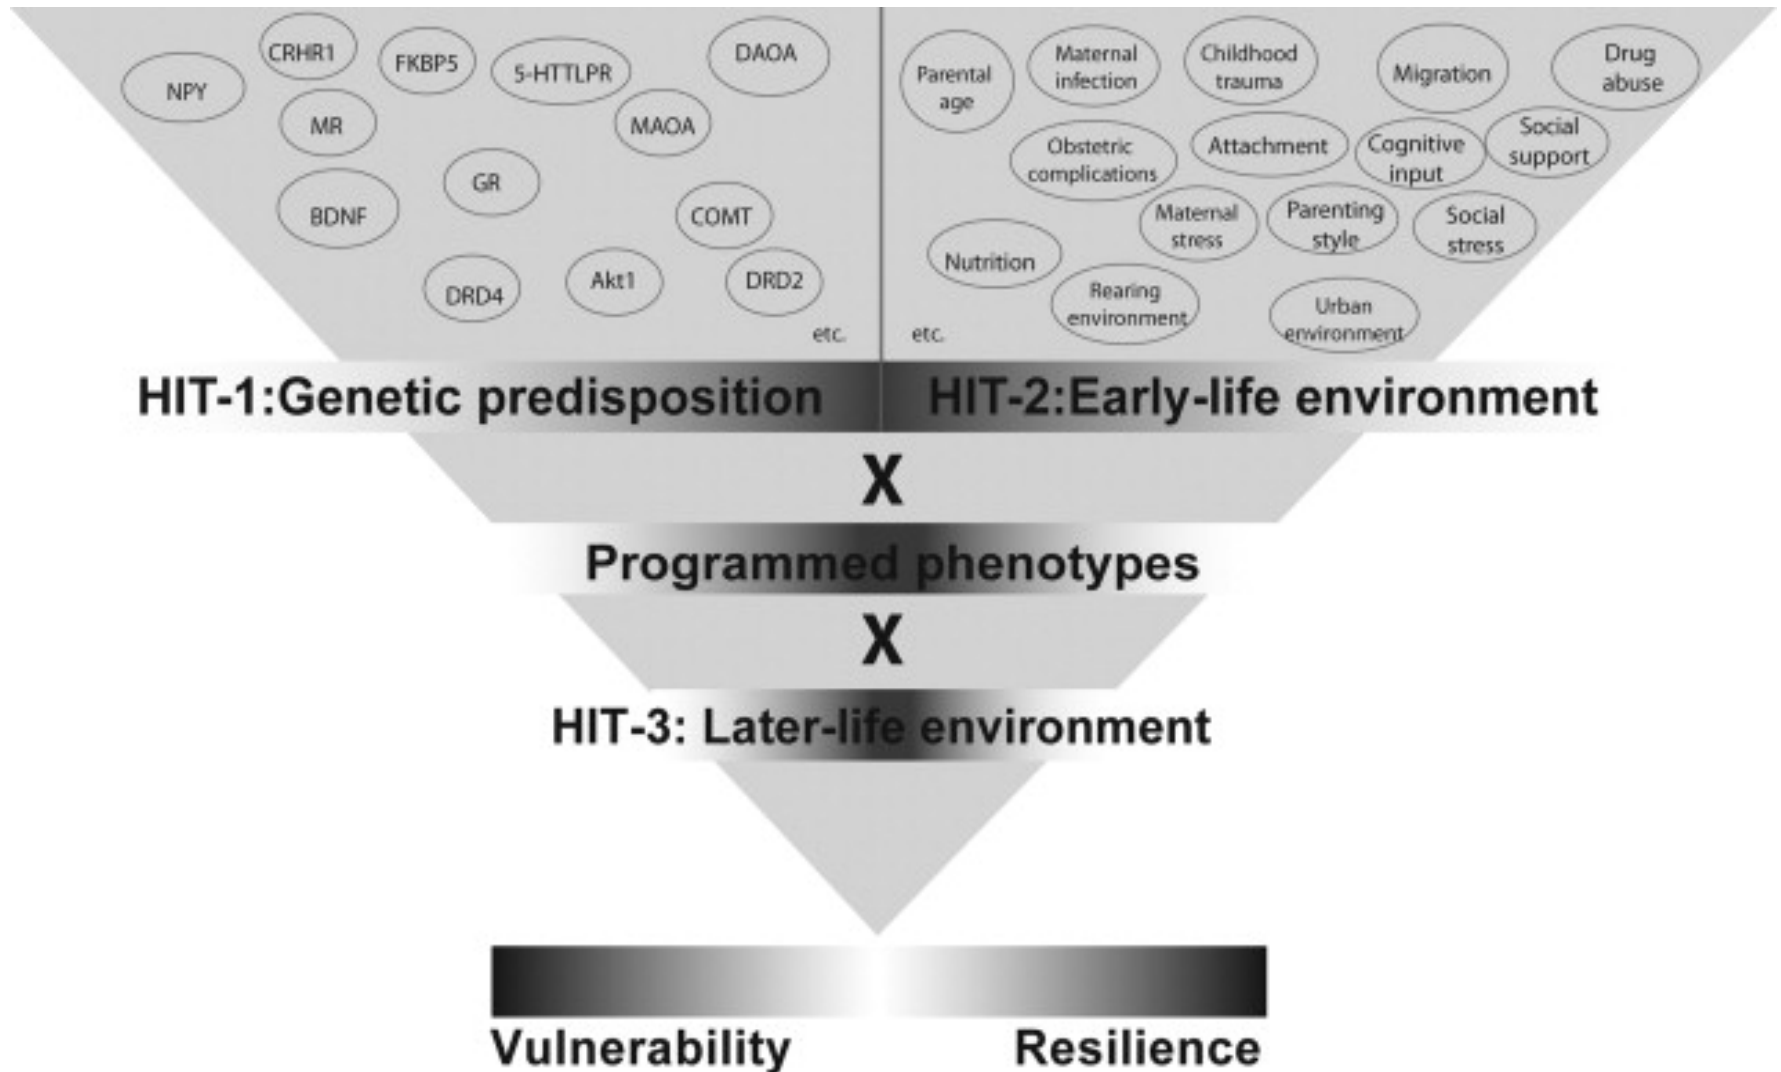 NPY
CRHR1
FKBP5
5-HTTLPR
DAOA
MR
MAOA
GR
BDNF
COMT
DRD4
Akt1
DRD2
etc.
Parental
age
Maternal
infection
Childhood
trauma
Migration
Drug
abuse
Obstetric
complications
Attachment
Cognitive
input
Social
support
Maternal
stress
Parenting
style
Social
stress
Nutrition
Rearing
environment
Urban
environment
etc.
HIT-1:Genetic predisposition
HIT-2:Early-life environment
X
Programmed phenotypes
X
HIT-3: Later-life environment
Vulnerability
Resilience